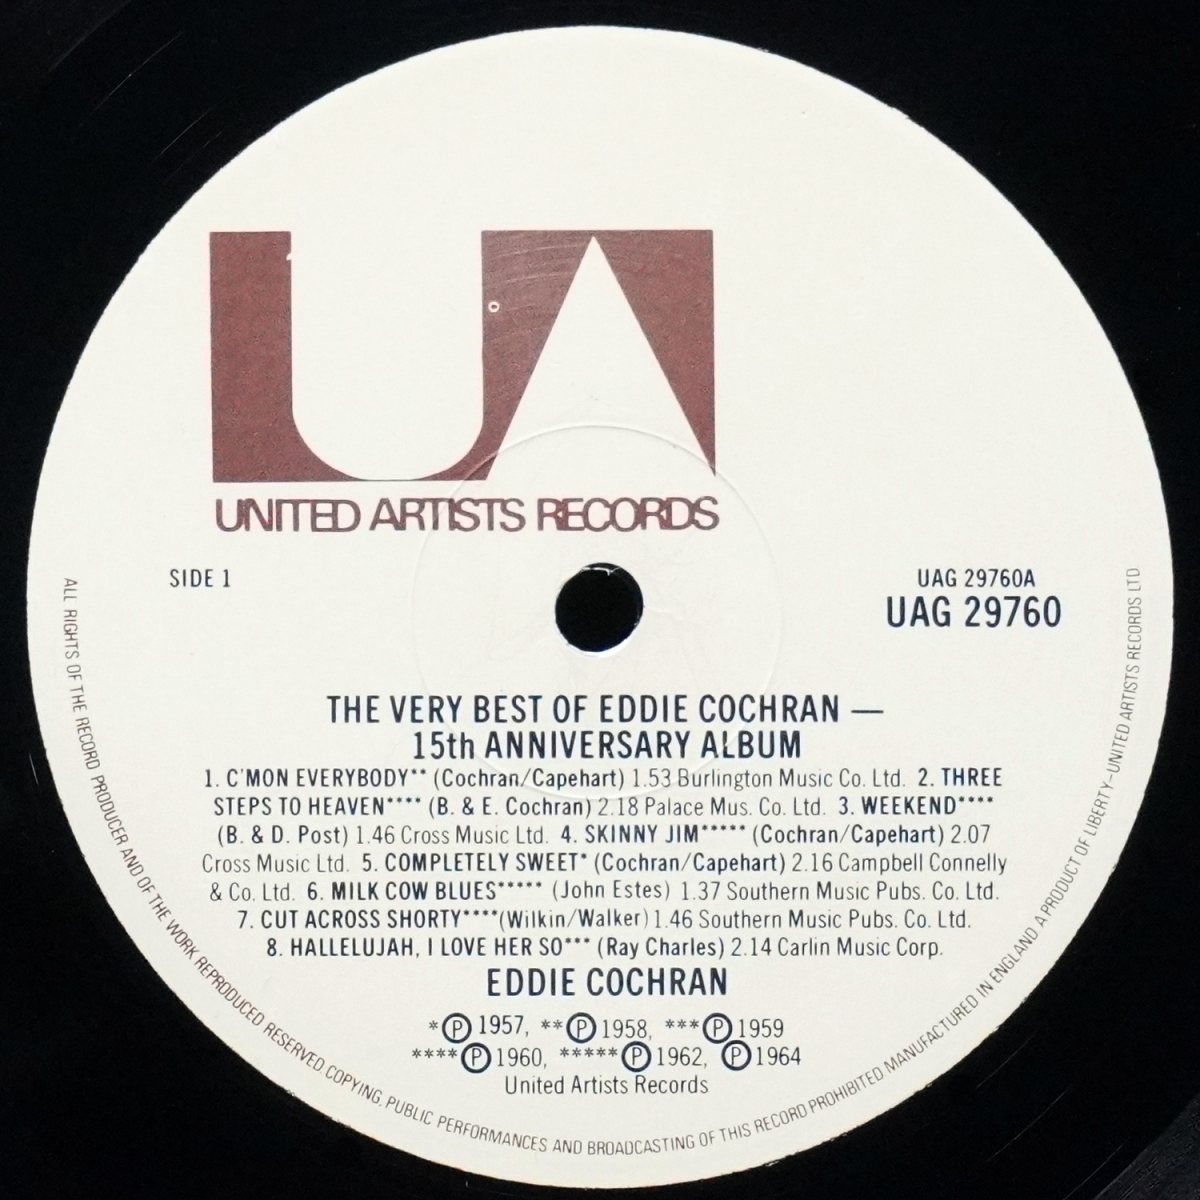 UA
UNITED ARTISTS RECORDS
SIDE 1
UAG 29760A
UAG 29760
THE VERY BEST OF EDDIE COCHRAN —
15th ANNIVERSARY ALBUM
1. C'MON EVERYBODY** (Cochran/Capehart) 1.53 Burlington Music Co. Ltd. 2. THREE
STEPS TO HEAVEN**** (B. & E. Cochran) 2.18 Palace Mus. Co. Ltd. 3. WEEKEND****
(B. & D. Post) 1.46 Cross Music Ltd. 4. SKINNY JIM***** (Cochran/Capehart) 2.07
Cross Music Ltd. 5. COMPLETELY SWEET* (Cochran/Capehart) 2.16 Campbell Connelly
& Co. Ltd. 6. MILK COW BLUES***** (John Estes) 1.37 Southern Music Pubs. Co. Ltd.
7. CUT ACROSS SHORTY****(Wilkin/Walker) 1.46 Southern Music Pubs. Co. Ltd.
8. HALLELUJAH, I LOVE HER SO*** (Ray Charles) 2.14 Carlin Music Corp.
EDDIE COCHRAN
*Ⓟ 1957, **Ⓟ 1958, ***Ⓟ 1959
****Ⓟ 1960, *****Ⓟ 1962, Ⓟ 1964
United Artists Records
ALL RIGHTS OF THE RECORD PRODUCER AND OF THE WORK REPRODUCED RESERVED COPYING, PUBLIC PERFORMANCES AND BROADCASTING OF THIS RECORD PROHIBITED MANUFACTURED IN ENGLAND A PRODUCT OF LIBERTY-UNITED ARTISTS RECORDS LTD